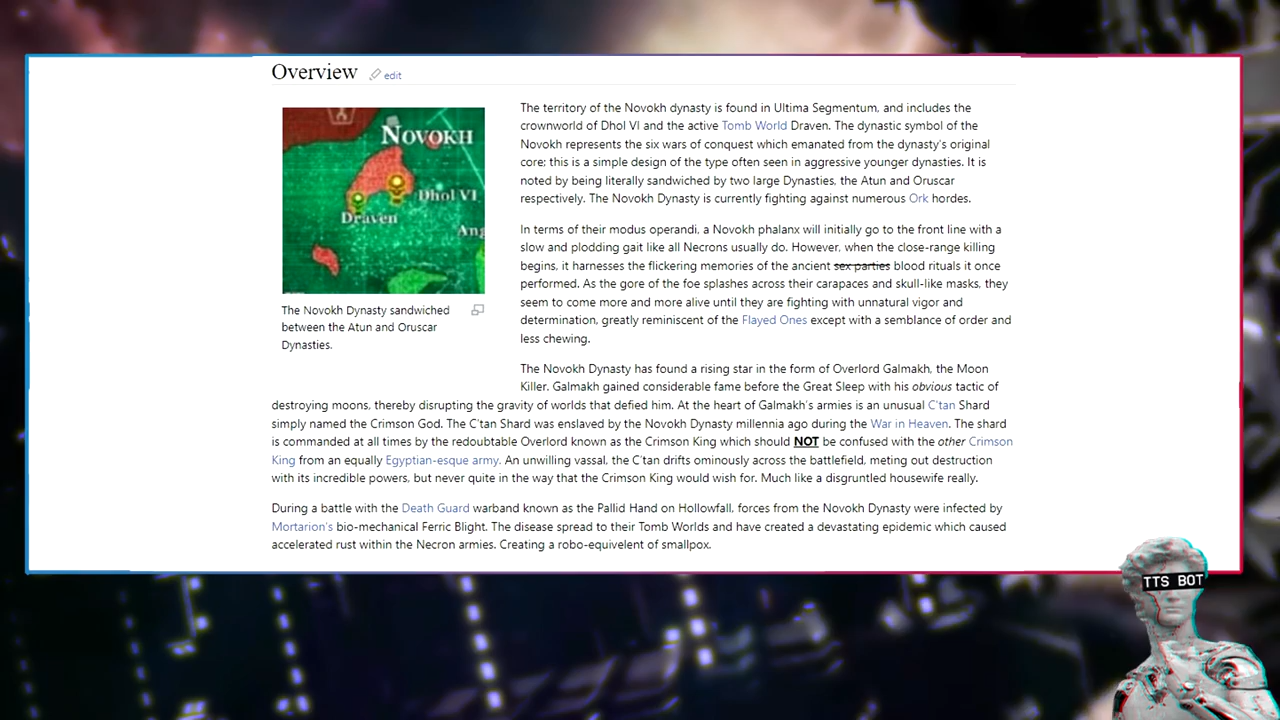 Overview edit
NOVOKH
Dhol VI
Draven
Ang
The Novokh Dynasty sandwiched
between the Atun and Oruscar
Dynasties.
The territory of the Novokh dynasty is found in Ultima Segmentum, and includes the
crownworld of Dhol VI and the active Tomb World Draven. The dynastic symbol of the
Novokh represents the six wars of conquest which emanated from the dynasty's original
core; this is a simple design of the type often seen in aggressive younger dynasties. It is
noted by being literally sandwiched by two large Dynasties, the Atun and Oruscar
respectively. The Novokh Dynasty is currently fighting against numerous Ork hordes.
In terms of their modus operandi, a Novokh phalanx will initially go to the front line with a
slow and plodding gait like all Necrons usually do. However, when the close-range killing
begins, it harnesses the flickering memories of the ancient sex parties blood rituals it once
performed. As the gore of the foe splashes across their carapaces and skull-like masks, they
seem to come more and more alive until they are fighting with unnatural vigor and
determination, greatly reminiscent of the Flayed Ones except with a semblance of order and
less chewing.
The Novokh Dynasty has found a rising star in the form of Overlord Galmakh, the Moon
Killer. Galmakh gained considerable fame before the Great Sleep with his obvious tactic of
destroying moons, thereby disrupting the gravity of worlds that defied him. At the heart of Galmakh's armies is an unusual C'tan Shard
simply named the Crimson God. The C'tan Shard was enslaved by the Novokh Dynasty millennia ago during the War in Heaven. The shard
is commanded at all times by the redoubtable Overlord known as the Crimson King which should NOT be confused with the other Crimson
King from an equally Egyptian-esque army. An unwilling vassal, the C'tan drifts ominously across the battlefield, meting out destruction
with its incredible powers, but never quite in the way that the Crimson King would wish for. Much like a disgruntled housewife really.
During a battle with the Death Guard warband known as the Pallid Hand on Hollowfall, forces from the Novokh Dynasty were infected by
Mortarion's bio-mechanical Ferric Blight. The disease spread to their Tomb Worlds and have created a devastating epidemic which caused
accelerated rust within the Necron armies. Creating a robo-equivelent of smallpox.
TTS BOT